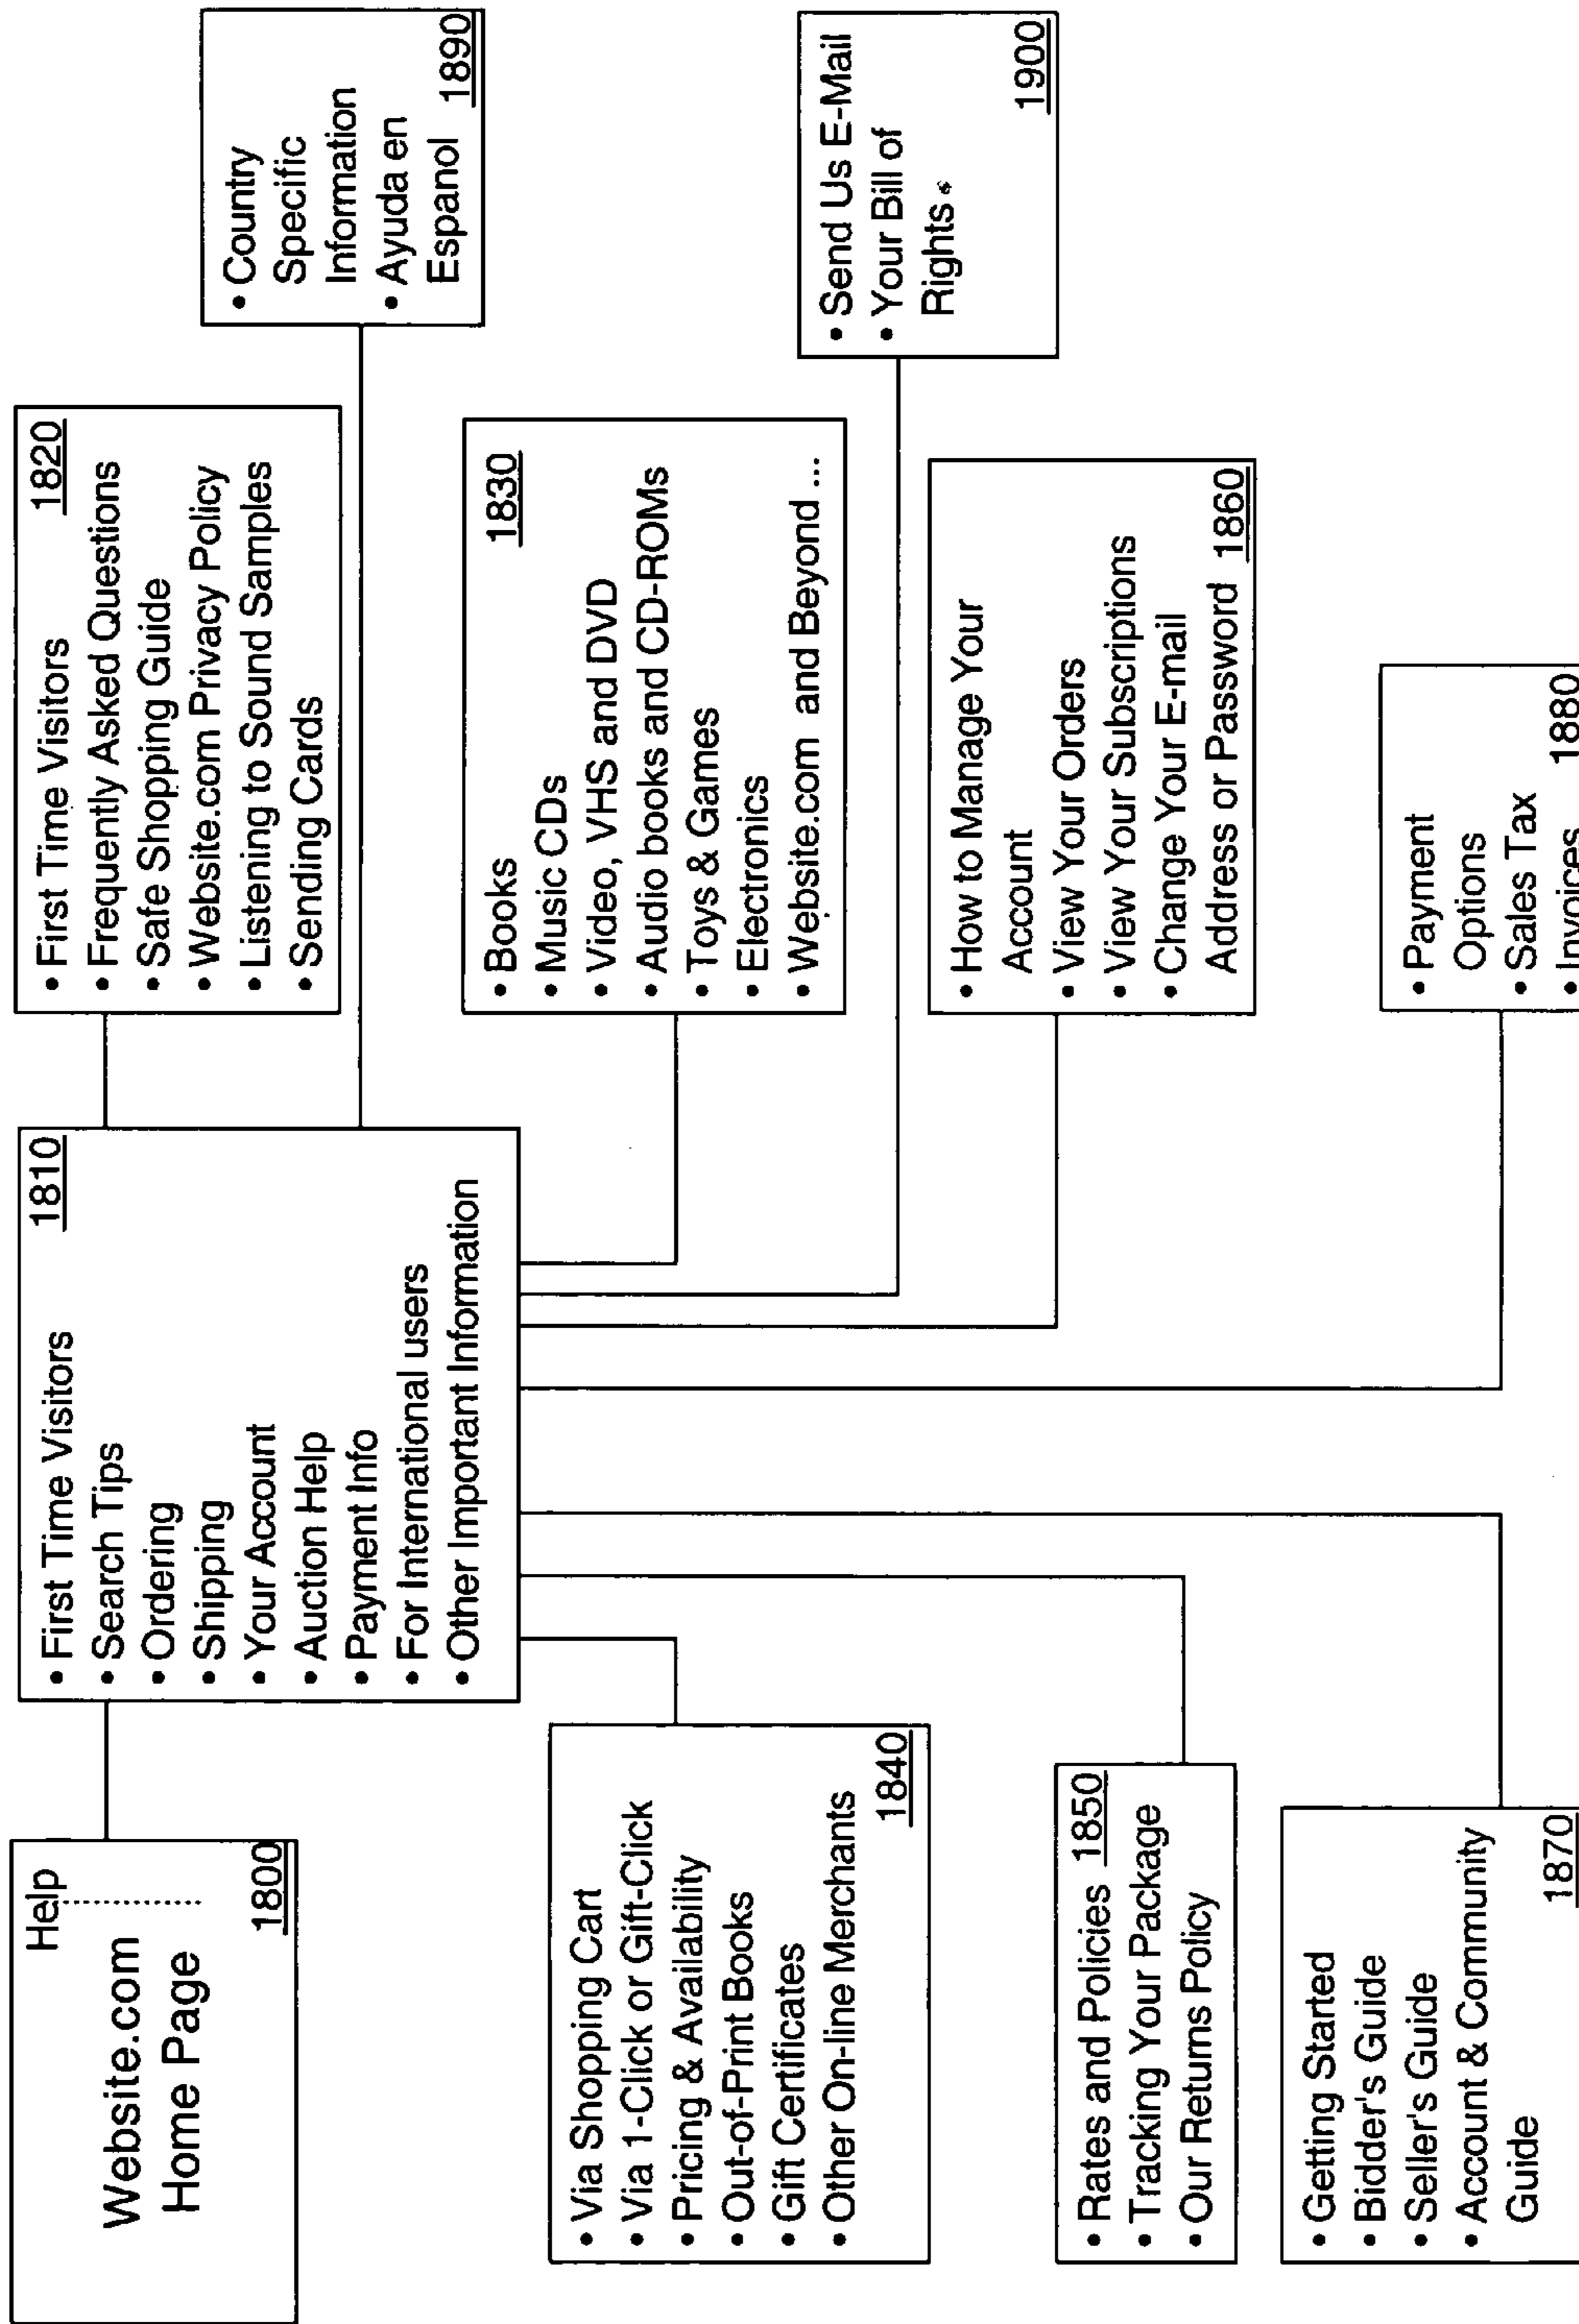 Help
Website.com
Home Page
1800
• First Time Visitors
1810
• Search Tips
• Ordering
• Shipping
• Your Account
• Auction Help
• Payment Info
• For International users
• Other Important Information
• First Time Visitors
1820
• Frequently Asked Questions
• Safe Shopping Guide
• Website.com Privacy Policy
• Listening to Sound Samples
• Sending Cards
• Country
Specific
Information
• Ayuda en
Espanol
1890
• Via Shopping Cart
• Via 1-Click or Gift-Click
• Pricing & Availability
• Out-of-Print Books
• Gift Certificates
• Other On-line Merchants
1840
• Books
1830
• Music CDs
• Video, VHS and DVD
• Audio books and CD-ROMs
• Toys & Games
• Electronics
• Website.com and Beyond ...
• Send Us E-Mail
• Your Bill of
Rights
1900
• Rates and Policies 1850
• Tracking Your Package
• Our Returns Policy
• How to Manage Your
Account
• View Your Orders
• View Your Subscriptions
• Change Your E-mail
Address or Password 1860
• Getting Started
• Bidder's Guide
• Seller's Guide
• Account & Community
Guide
1870
• Payment
Options
• Sales Tax
• Invoices 1880